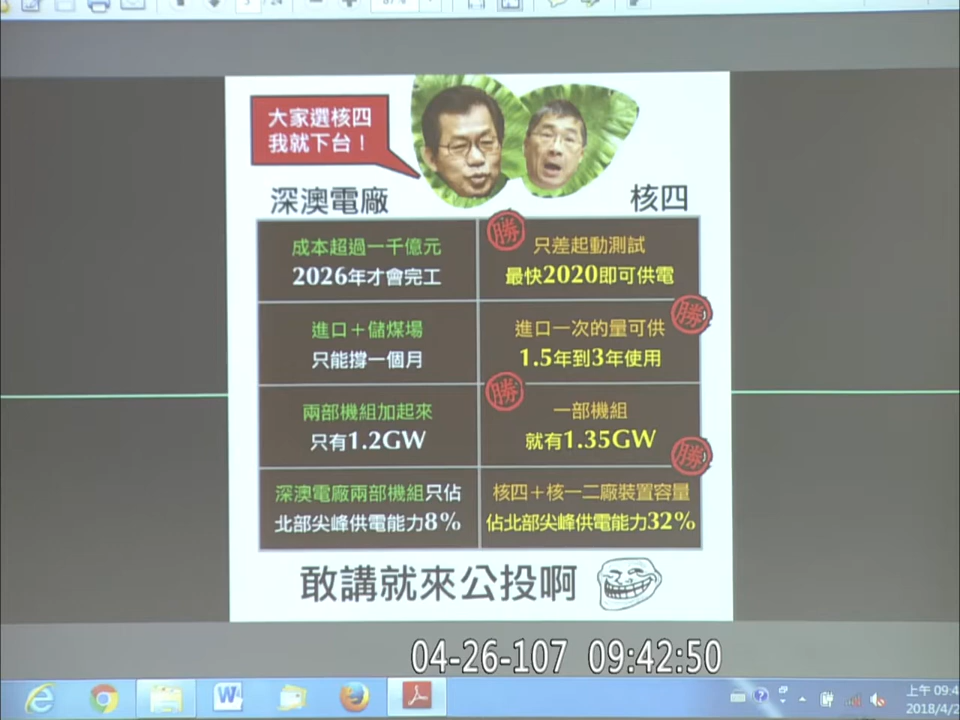 大家選核四
我就下台！
深澳電廠
核四
成本超過一千億元
2026年才會完工
勝
只差起動測試
最快2020即可供電
進口＋儲煤場
只能撐一個月
進口一次的量可供
1.5年到3年使用
勝
兩部機組加起來
只有1.2GW
勝
一部機組
就有1.35GW
深澳電廠兩部機組只佔
北部尖峰供電能力8%
核四＋核一二廠裝置容量
佔北部尖峰供電能力32%
勝
敢講就來公投啊
04-26-107 09:42:50
上午 09:4
2018/4/2